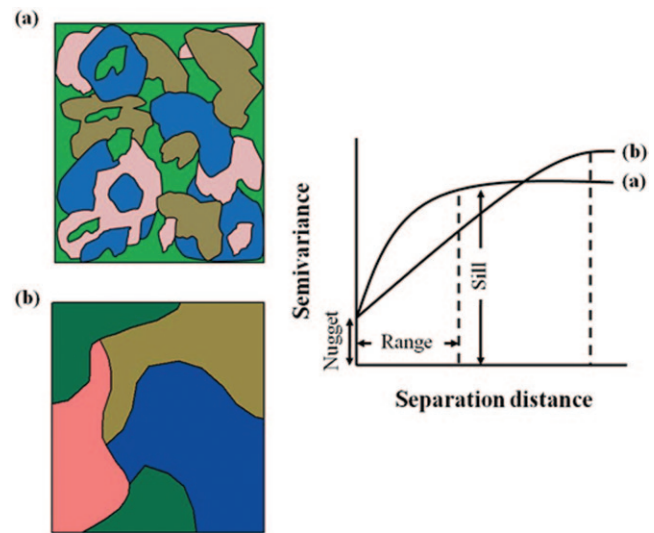 (a)
(b)
Semivariance
Nugget
Range
Sill
(b)
(a)
Separation distance